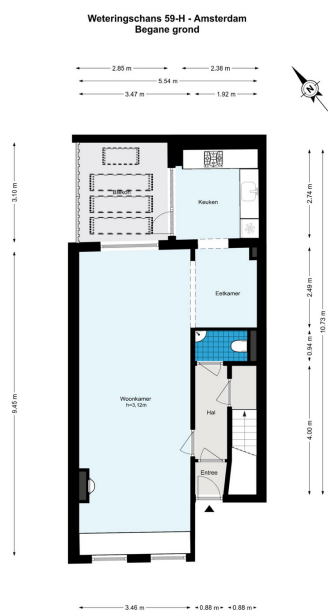 Weteringschans 59-H - Amsterdam
Begane grond
2.85 m
2.38 m
5.54 m
3.47 m
1.92 m
N
3.10 m
2.74 m
Balkon
Keuken
2.49 m
10.73 m
Eetkamer
0.94 m
9.45 m
Woonkamer
h=3,12m
Hal
4.00 m
Entree
3.46 m
0.88 m
0.88 m